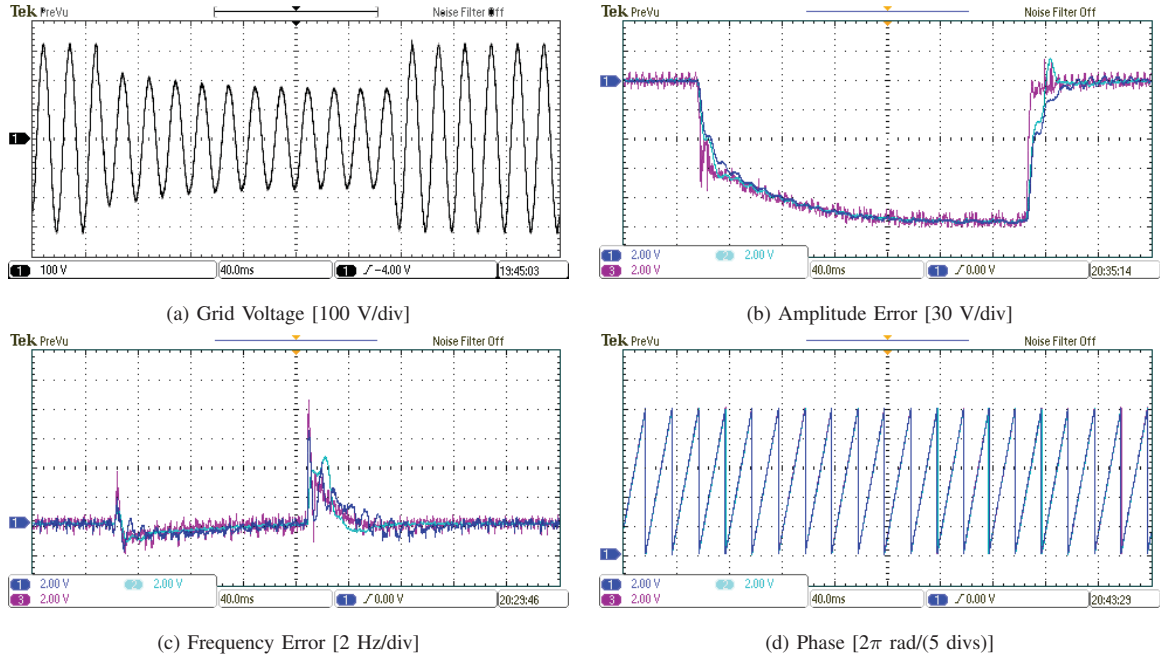 Tek PreVu Noise Filter Off
1
1 100 V 40.0ms 1 -4.00 V 19:45:03
(a) Grid Voltage [100 V/div]
Tek PreVu Noise Filter Off
1
1 2.00 V 2 2.00 V
3 2.00 V 40.0ms 1 0.00 V 20:35:14
(b) Amplitude Error [30 V/div]
Tek PreVu Noise Filter Off
1
1 2.00 V 2 2.00 V
3 2.00 V 40.0ms 1 0.00 V 20:29:46
(c) Frequency Error [2 Hz/div]
Tek PreVu Noise Filter Off
1
1 2.00 V 2 2.00 V
3 2.00 V 40.0ms 1 0.00 V 20:43:29
(d) Phase [2π rad/(5 divs)]